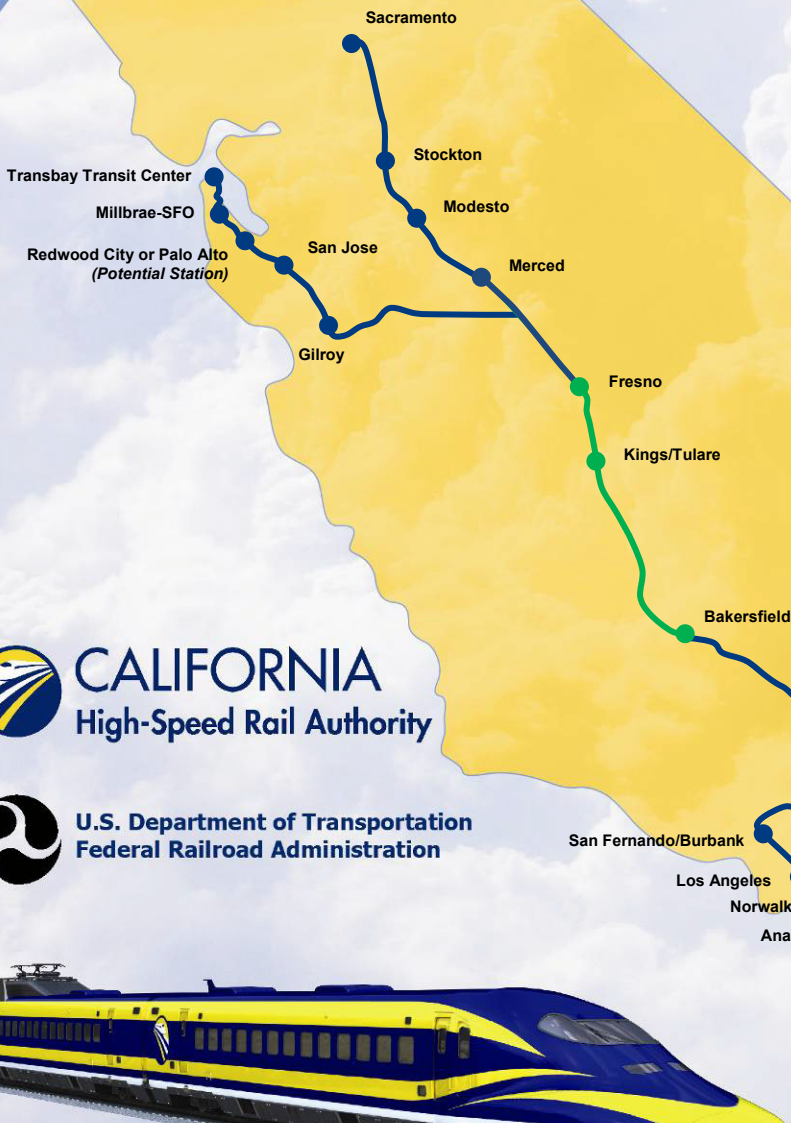 Sacramento
Stockton
Transbay Transit Center
Modesto
Millbrae-SFO
San Jose
Redwood City or Palo Alto
(Potential Station)
Merced
Gilroy
Fresno
Kings/Tulare
Bakersfield
CALIFORNIA
High-Speed Rail Authority
U.S. Department of Transportation
Federal Railroad Administration
San Fernando/Burbank
Los Angeles
Norwalk
Ana